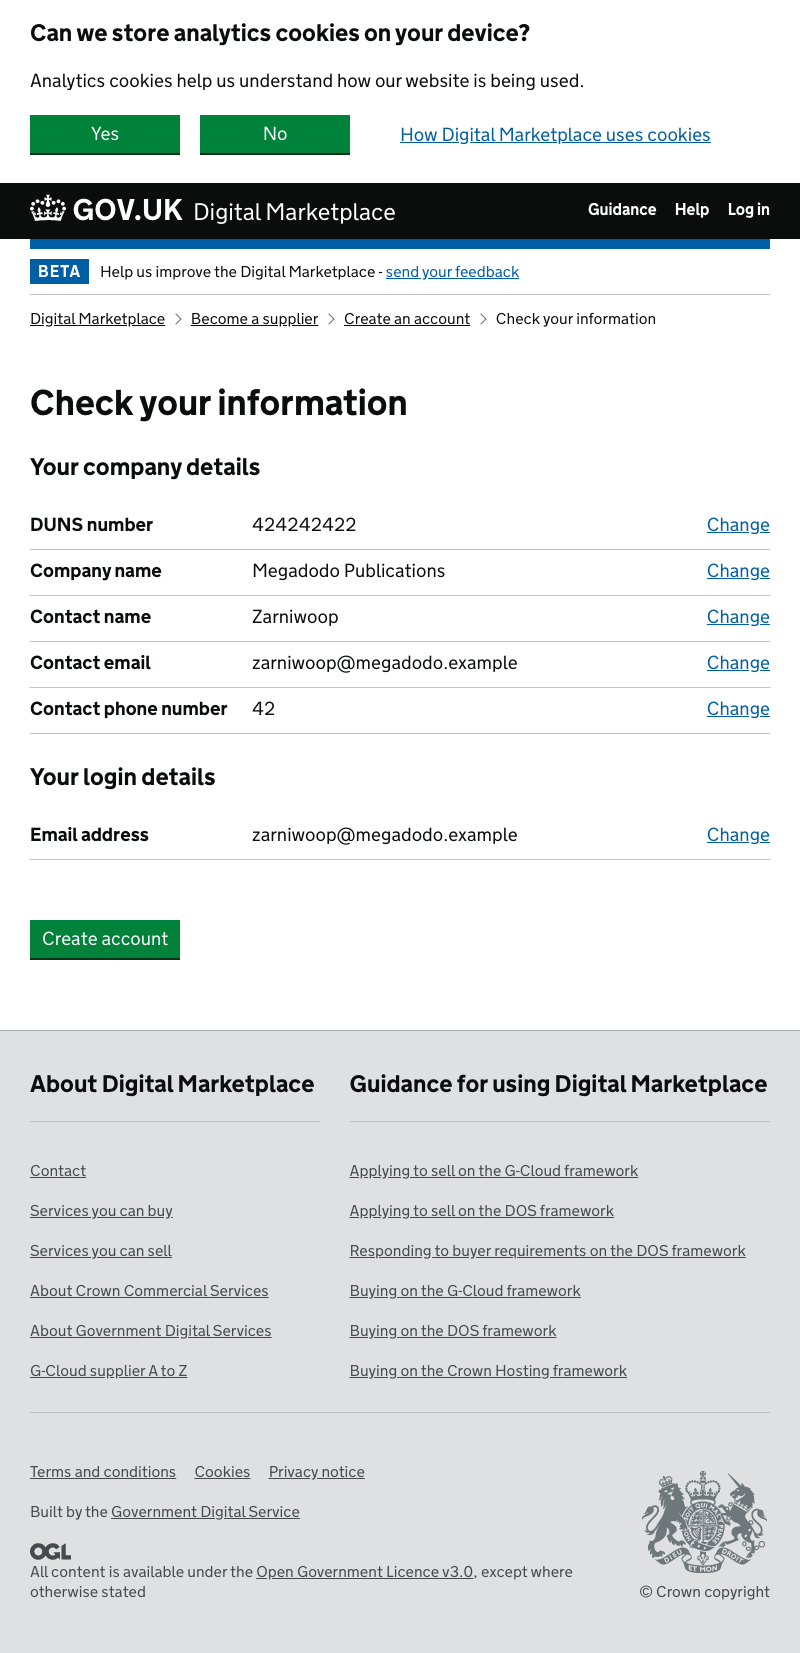 Can we store analytics cookies on your device?
Analytics cookies help us understand how our website is being used.
Yes No How Digital Marketplace uses cookies
GOV.UK Digital Marketplace Guidance Help Log in
BETA Help us improve the Digital Marketplace - send your feedback
Digital Marketplace Become a supplier Create an account Check your information
Check your information
Your company details
DUNS number 424242422 Change
Company name Megadodo Publications Change
Contact name Zarniwoop Change
Contact email zarniwoop@megadodo.example Change
Contact phone number 42 Change
Your login details
Email address zarniwoop@megadodo.example Change
Create account
About Digital Marketplace
Contact
Services you can buy
Services you can sell
About Crown Commercial Services
About Government Digital Services
G-Cloud supplier A to Z
Guidance for using Digital Marketplace
Applying to sell on the G-Cloud framework
Applying to sell on the DOS framework
Responding to buyer requirements on the DOS framework
Buying on the G-Cloud framework
Buying on the DOS framework
Buying on the Crown Hosting framework
Terms and conditions Cookies Privacy notice
Built by the Government Digital Service
OGL
All content is available under the Open Government Licence v3.0, except where
otherwise stated
DIEU ET MON DROIT
© Crown copyright